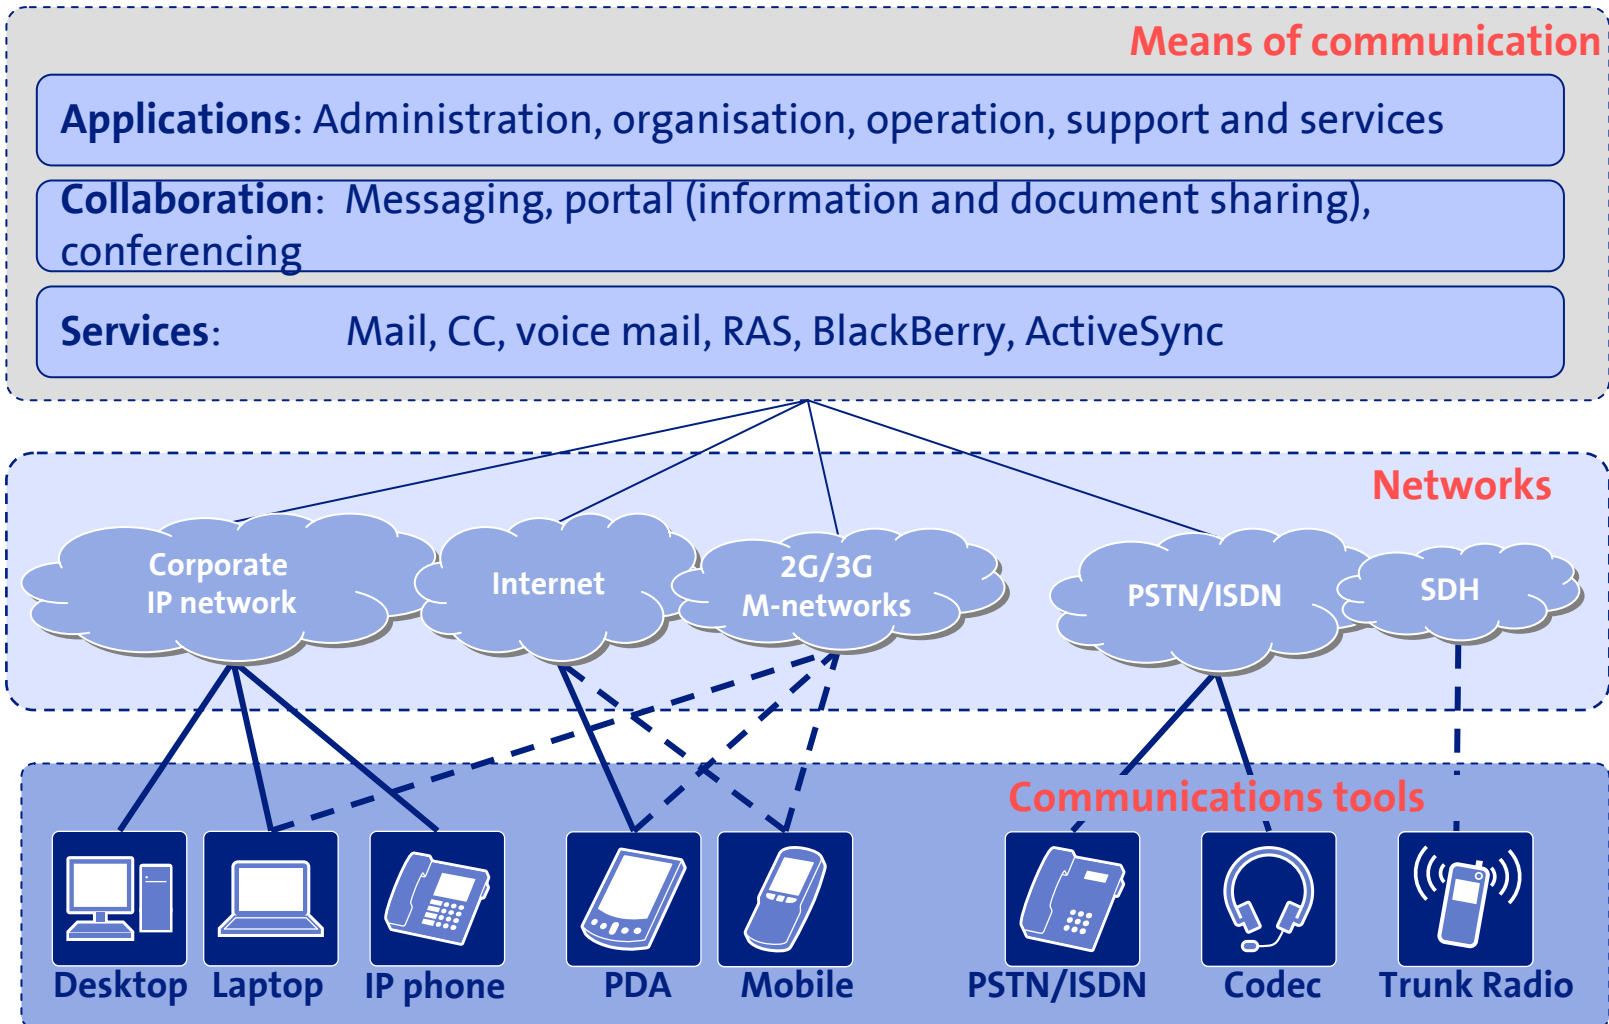 Means of communication
Applications: Administration, organisation, operation, support and services
Collaboration: Messaging, portal (information and document sharing),
conferencing
Services: Mail, CC, voice mail, RAS, BlackBerry, ActiveSync
Networks
Corporate
IP network
Internet
2G/3G
M-networks
PSTN/ISDN
SDH
Communications tools
Desktop
Laptop
IP phone
PDA
Mobile
PSTN/ISDN
Codec
Trunk Radio